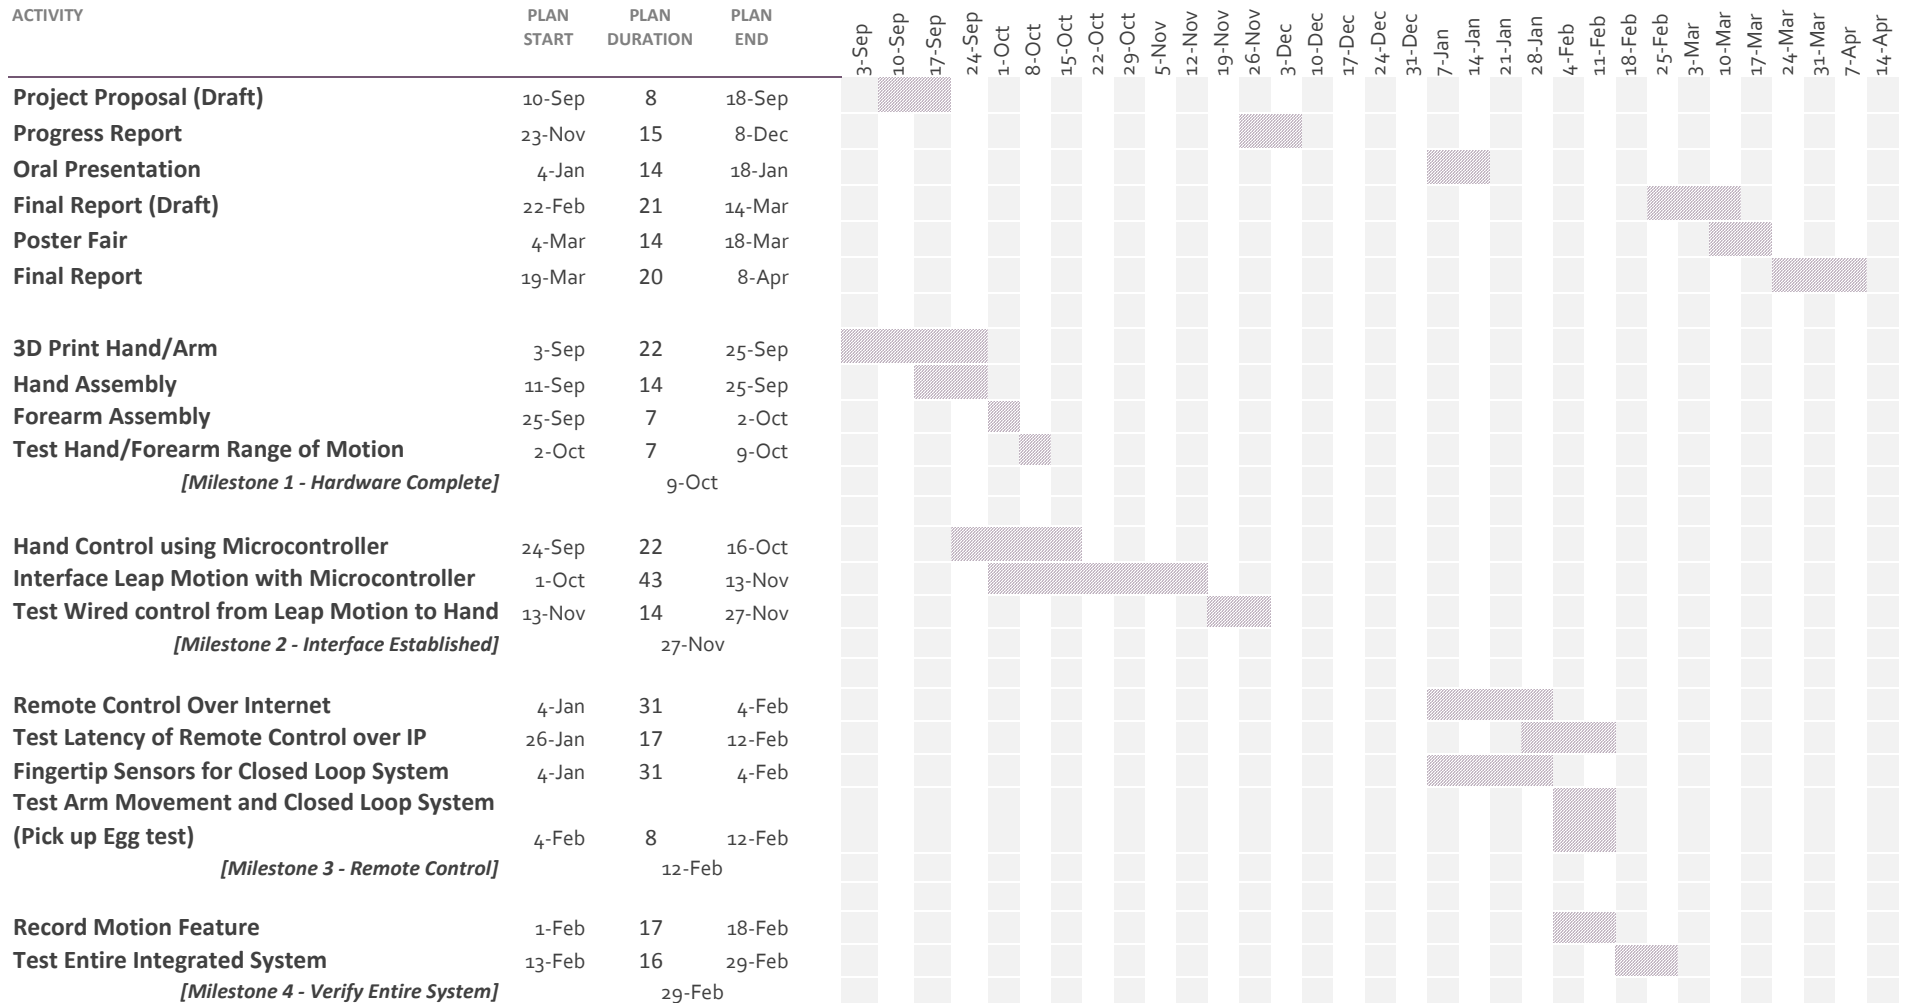 ACTIVITY PLAN START PLAN DURATION PLAN END 3-Sep 10-Sep 17-Sep 24-Sep 1-Oct 8-Oct 15-Oct 22-Oct 29-Oct 5-Nov 12-Nov 19-Nov 26-Nov 3-Dec 10-Dec 17-Dec 24-Dec 31-Dec 7-Jan 14-Jan 21-Jan 28-Jan 4-Feb 11-Feb 18-Feb 25-Feb 3-Mar 10-Mar 17-Mar 24-Mar 31-Mar 7-Apr 14-Apr
Project Proposal (Draft) 10-Sep 8 18-Sep
Progress Report 23-Nov 15 8-Dec
Oral Presentation 4-Jan 14 18-Jan
Final Report (Draft) 22-Feb 21 14-Mar
Poster Fair 4-Mar 14 18-Mar
Final Report 19-Mar 20 8-Apr
3D Print Hand/Arm 3-Sep 22 25-Sep
Hand Assembly 11-Sep 14 25-Sep
Forearm Assembly 25-Sep 7 2-Oct
Test Hand/Forearm Range of Motion 2-Oct 7 9-Oct
[Milestone 1 - Hardware Complete] 9-Oct
Hand Control using Microcontroller 24-Sep 22 16-Oct
Interface Leap Motion with Microcontroller 1-Oct 43 13-Nov
Test Wired control from Leap Motion to Hand 13-Nov 14 27-Nov
[Milestone 2 - Interface Established] 27-Nov
Remote Control Over Internet 4-Jan 31 4-Feb
Test Latency of Remote Control over IP 26-Jan 17 12-Feb
Fingertip Sensors for Closed Loop System 4-Jan 31 4-Feb
Test Arm Movement and Closed Loop System
(Pick up Egg test) 4-Feb 8 12-Feb
[Milestone 3 - Remote Control] 12-Feb
Record Motion Feature 1-Feb 17 18-Feb
Test Entire Integrated System 13-Feb 16 29-Feb
[Milestone 4 - Verify Entire System] 29-Feb